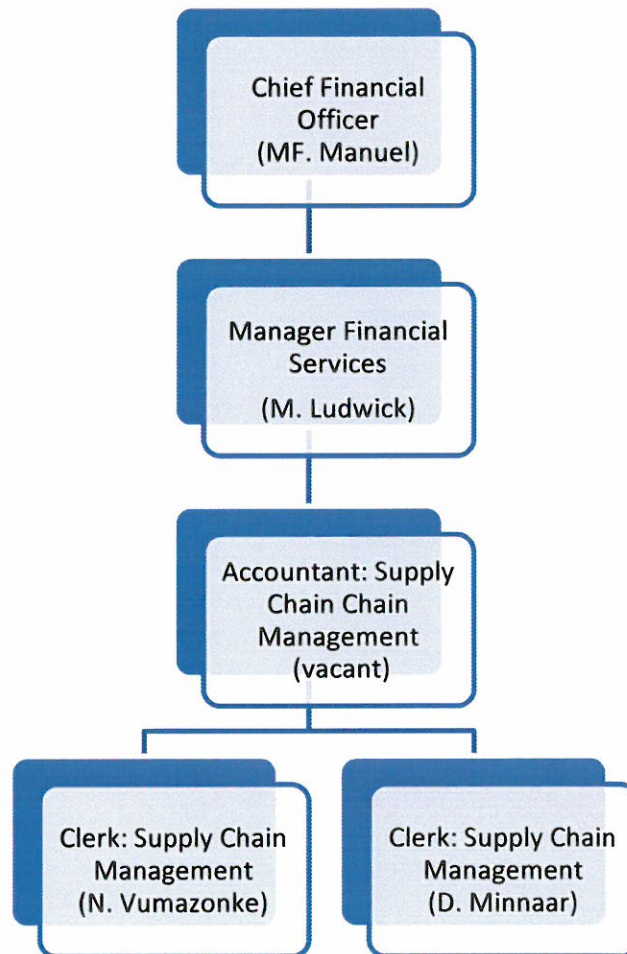 Chief Financial
Officer
(MF. Manuel)
Manager Financial
Services
(M. Ludwick)
Accountant: Supply
Chain Chain
Management
(vacant)
Clerk: Supply Chain
Management
(N. Vumazonke)
Clerk: Supply Chain
Management
(D. Minnaar)